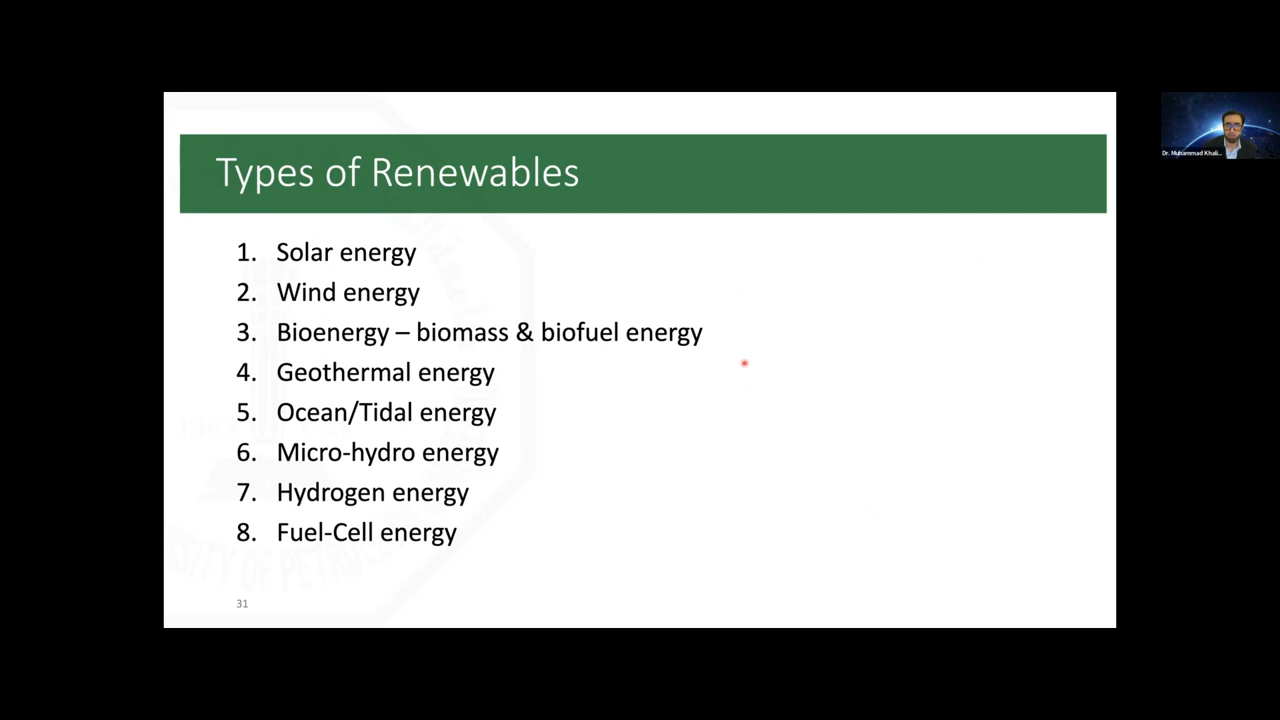 Types of Renewables
1. Solar energy
2. Wind energy
3. Bioenergy – biomass & biofuel energy
4. Geothermal energy
5. Ocean/Tidal energy
6. Micro-hydro energy
7. Hydrogen energy
8. Fuel-Cell energy
31
Dr. Muhammad Khali...